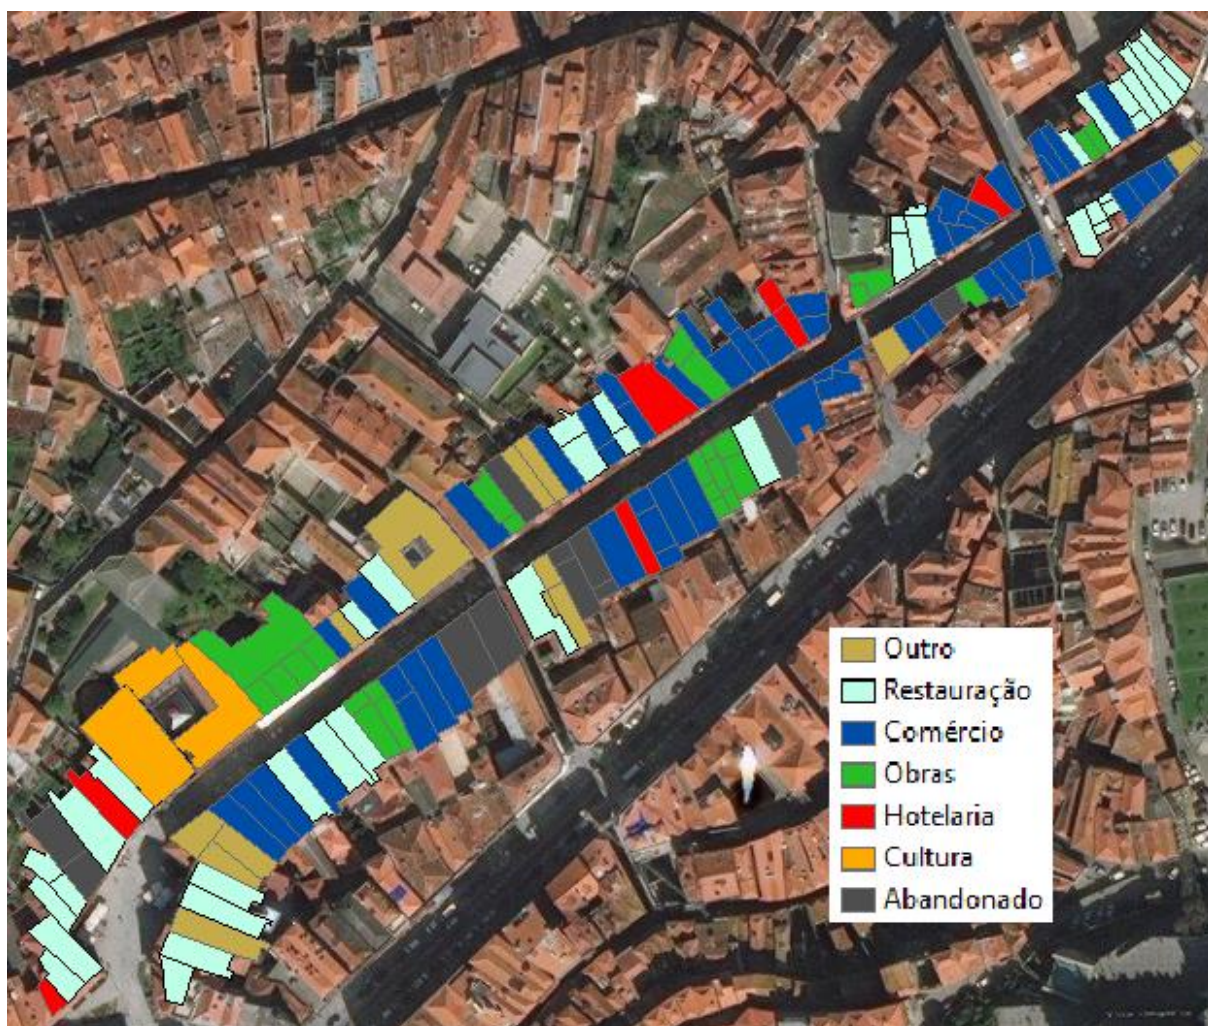 Outro
Restauração
Comércio
Obras
Hotelaria
Cultura
Abandonado